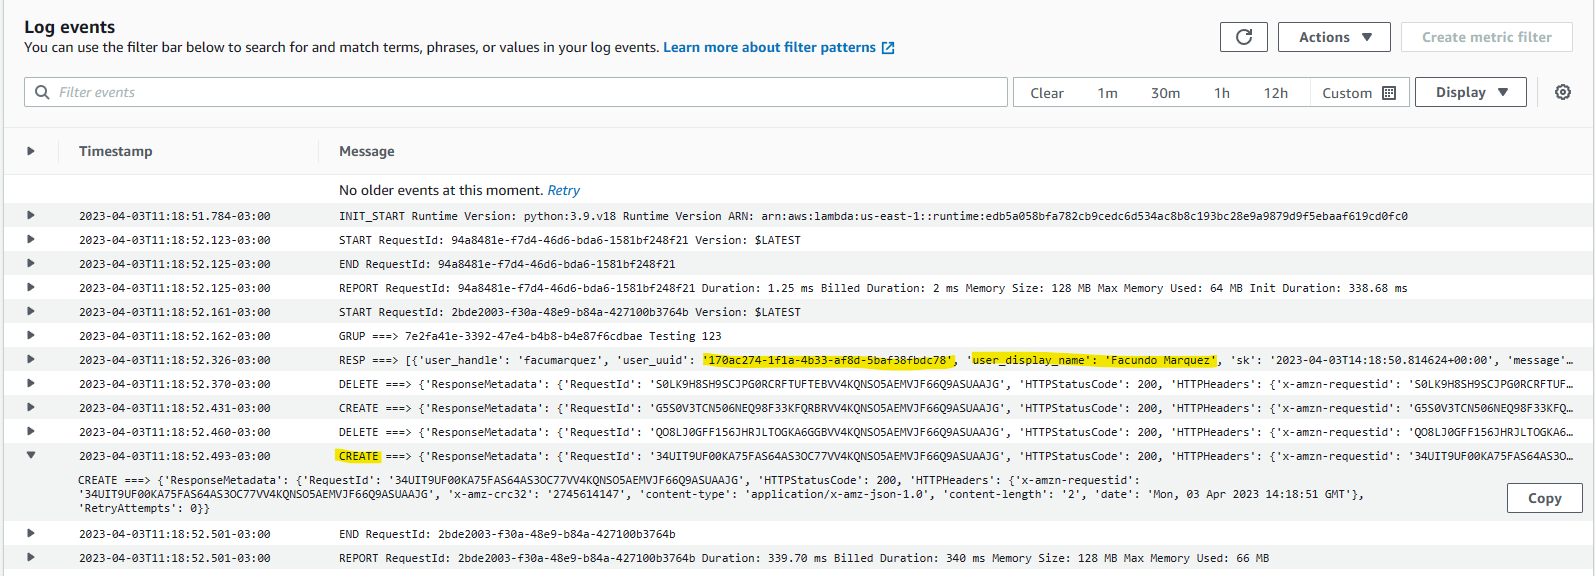 Log events
You can use the filter bar below to search for and match terms, phrases, or values in your log events. Learn more about filter patterns
Actions
Create metric filter
Filter events
Clear 1m 30m 1h 12h Custom
Display
Timestamp Message
No older events at this moment. Retry
2023-04-03T11:18:51.784-03:00 INIT_START Runtime Version: python:3.9.v18 Runtime Version ARN: arn:aws:lambda:us-east-1::runtime:edb5a058bfa782cb9cedc6d534ac8b8c193bc28e9a9879d9f5ebaaf619cd0fc0
2023-04-03T11:18:52.123-03:00 START RequestId: 94a8481e-f7d4-46d6-bda6-1581bf248f21 Version: $LATEST
2023-04-03T11:18:52.125-03:00 END RequestId: 94a8481e-f7d4-46d6-bda6-1581bf248f21
2023-04-03T11:18:52.125-03:00 REPORT RequestId: 94a8481e-f7d4-46d6-bda6-1581bf248f21 Duration: 1.25 ms Billed Duration: 2 ms Memory Size: 128 MB Max Memory Used: 64 MB Init Duration: 338.68 ms
2023-04-03T11:18:52.161-03:00 START RequestId: 2bde2003-f30a-48e9-b84a-427100b3764b Version: $LATEST
2023-04-03T11:18:52.162-03:00 GRUP ===> 7e2fa41e-3392-47e4-b4b8-b4e87f6cdbae Testing 123
2023-04-03T11:18:52.326-03:00 RESP ===> [{'user_handle': 'facumarquez', 'user_uuid': '170ac274-1f1a-4b33-af8d-5baf38fbdc78', 'user_display_name': 'Facundo Marquez', 'sk': '2023-04-03T14:18:50.814624+00:00', 'message'…
2023-04-03T11:18:52.370-03:00 DELETE ===> {'ResponseMetadata': {'RequestId': 'S0LK9H8SH9SCJPG0RCRFTUFTEBVV4KQNSO5AEMVJF66Q9ASUAAJG', 'HTTPStatusCode': 200, 'HTTPHeaders': {'x-amzn-requestid': 'S0LK9H8SH9SCJPG0RCRFTUF…
2023-04-03T11:18:52.431-03:00 CREATE ===> {'ResponseMetadata': {'RequestId': 'G5S0V3TCN506NEQ98F33KFQRBRVV4KQNSO5AEMVJF66Q9ASUAAJG', 'HTTPStatusCode': 200, 'HTTPHeaders': {'x-amzn-requestid': 'G5S0V3TCN506NEQ98F33KFQ…
2023-04-03T11:18:52.460-03:00 DELETE ===> {'ResponseMetadata': {'RequestId': 'QO8LJ0GFF156JHRJLTOGKA6GGBVV4KQNSO5AEMVJF66Q9ASUAAJG', 'HTTPStatusCode': 200, 'HTTPHeaders': {'x-amzn-requestid': 'QO8LJ0GFF156JHRJLTOGKA6…
2023-04-03T11:18:52.493-03:00 CREATE ===> {'ResponseMetadata': {'RequestId': '34UIT9UF00KA75FAS64AS3OC77VV4KQNSO5AEMVJF66Q9ASUAAJG', 'HTTPStatusCode': 200, 'HTTPHeaders': {'x-amzn-requestid': '34UIT9UF00KA75FAS64AS3O…
CREATE ===> {'ResponseMetadata': {'RequestId': '34UIT9UF00KA75FAS64AS3OC77VV4KQNSO5AEMVJF66Q9ASUAAJG', 'HTTPStatusCode': 200, 'HTTPHeaders': {'x-amzn-requestid':
'34UIT9UF00KA75FAS64AS3OC77VV4KQNSO5AEMVJF66Q9ASUAAJG', 'x-amz-crc32': '2745614147', 'content-type': 'application/x-amz-json-1.0', 'content-length': '2', 'date': 'Mon, 03 Apr 2023 14:18:51 GMT'},
'RetryAttempts': 0}}
Copy
2023-04-03T11:18:52.501-03:00 END RequestId: 2bde2003-f30a-48e9-b84a-427100b3764b
2023-04-03T11:18:52.501-03:00 REPORT RequestId: 2bde2003-f30a-48e9-b84a-427100b3764b Duration: 339.70 ms Billed Duration: 340 ms Memory Size: 128 MB Max Memory Used: 66 MB